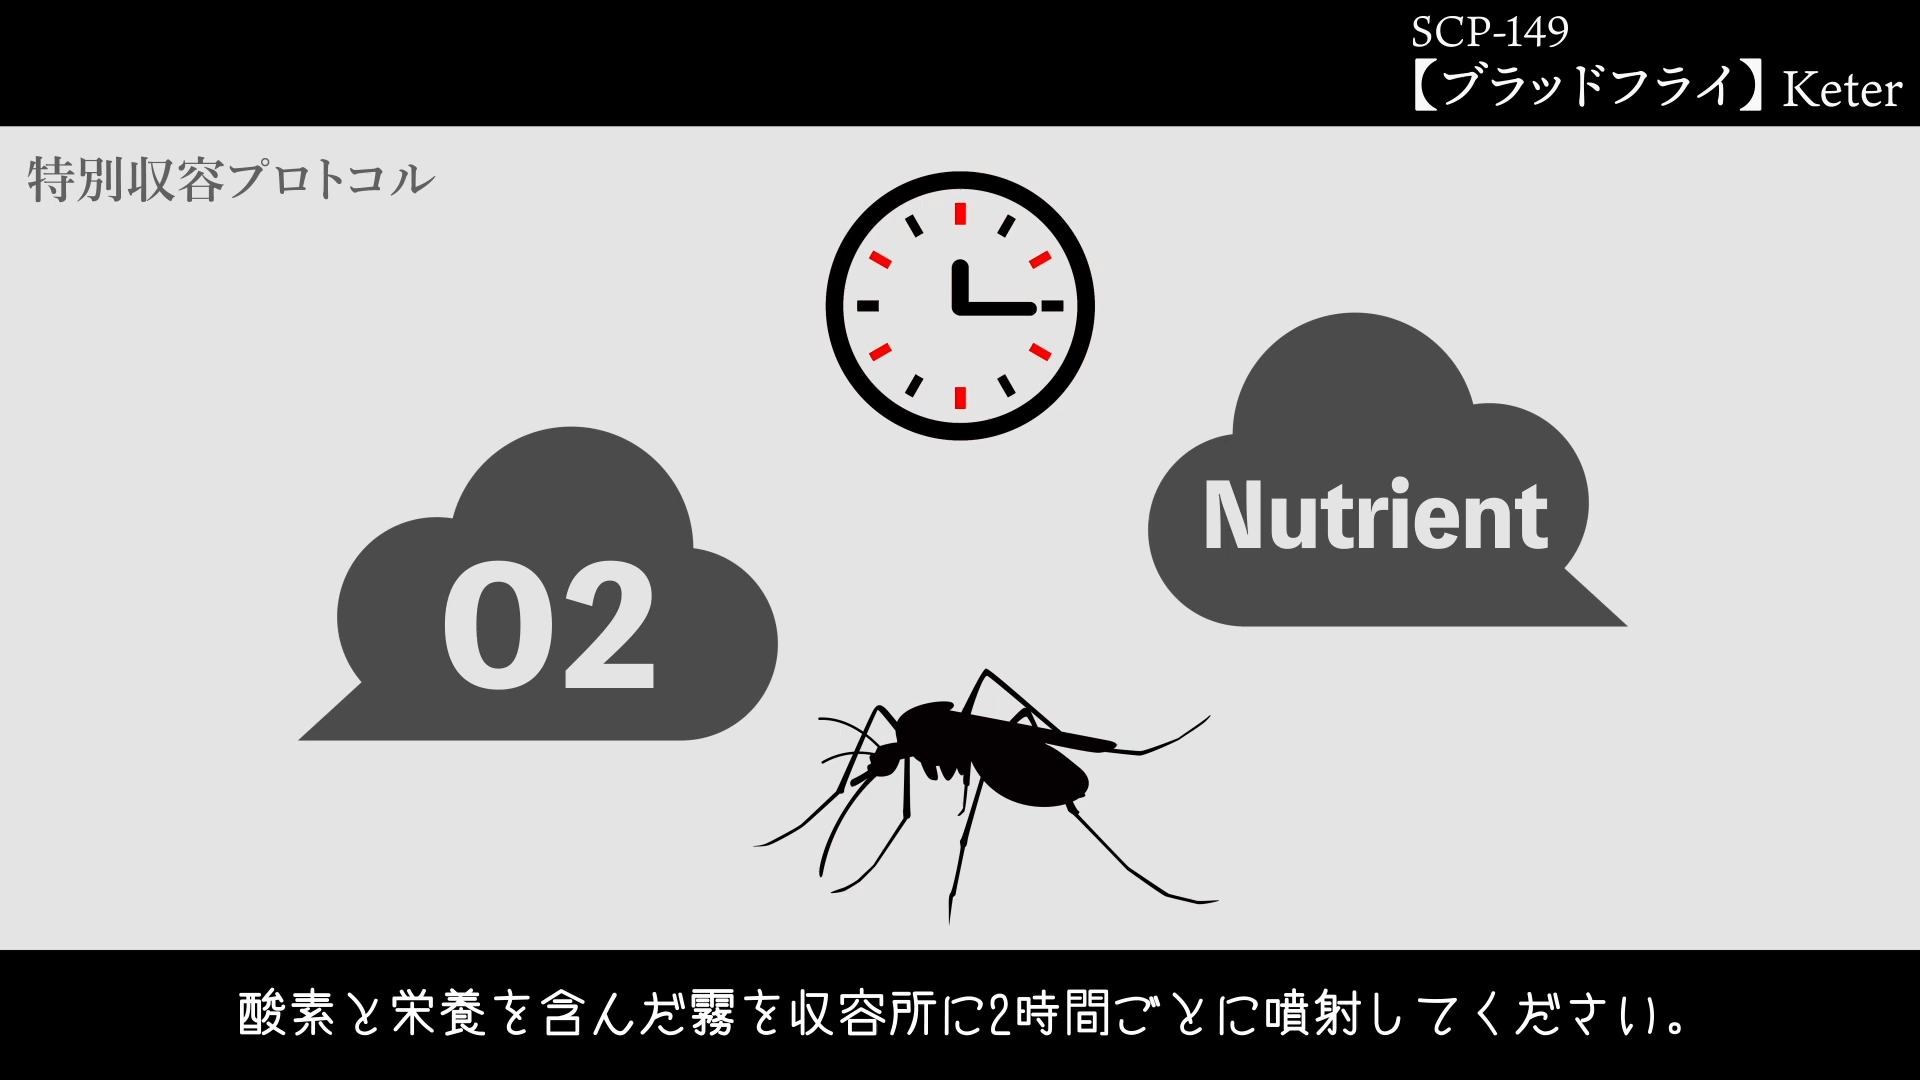 SCP-149
【ブラッドフライ】 Keter
特別収容プロトコル
Nutrient
O2
酸素と栄養を含んだ霧を収容所に2時間ごとに噴射してください。